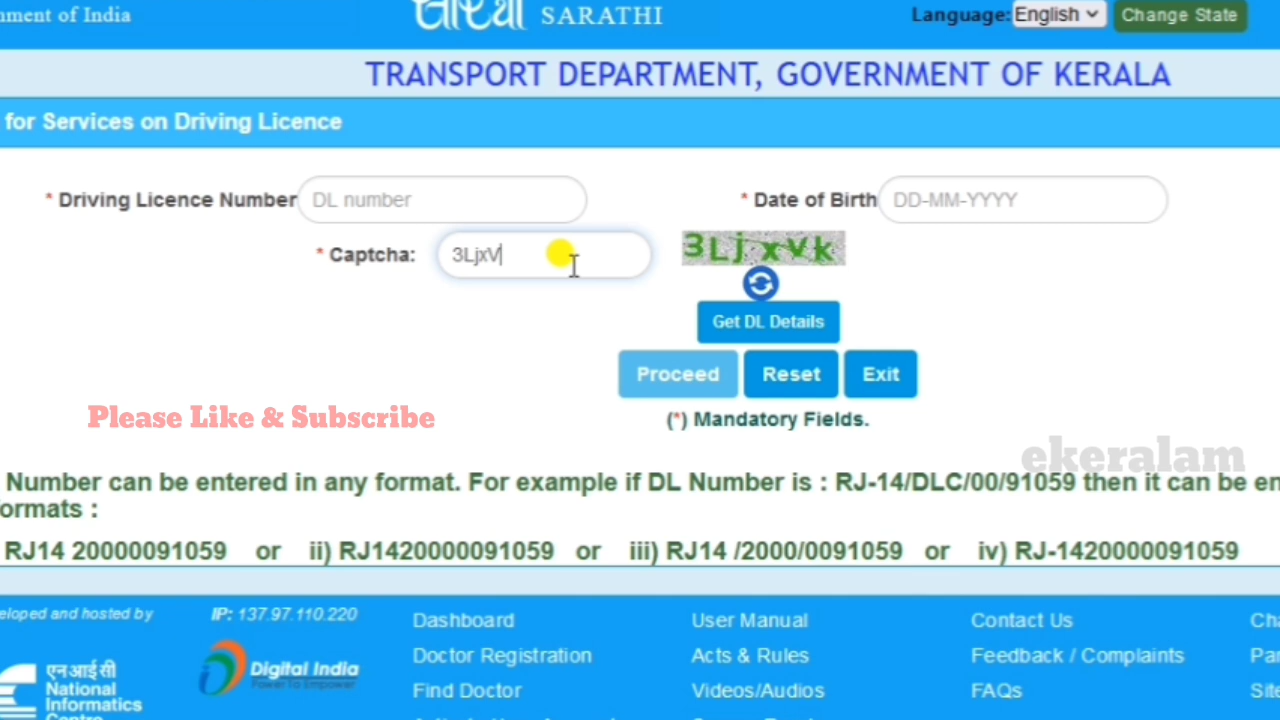 nment of India
सारथी SARATHI
Language: English
Change State
TRANSPORT DEPARTMENT, GOVERNMENT OF KERALA
for Services on Driving Licence
* Driving Licence Number DL number
* Date of Birth DD-MM-YYYY
* Captcha: 3LjxV
3LjxVk
Get DL Details
Proceed Reset Exit
Please Like & Subscribe
(*) Mandatory Fields.
ekeralam
Number can be entered in any format. For example if DL Number is : RJ-14/DLC/00/91059 then it can be en
ormats :
RJ14 20000091059 or ii) RJ1420000091059 or iii) RJ14 /2000/0091059 or iv) RJ-1420000091059
eloped and hosted by
IP: 137.97.110.220
Dashboard User Manual Contact Us Cha
Doctor Registration Acts & Rules Feedback / Complaints Par
Find Doctor Videos/Audios FAQs Site
एनआईसी
National
Informatics
Centre
Digital India
Power To Empower